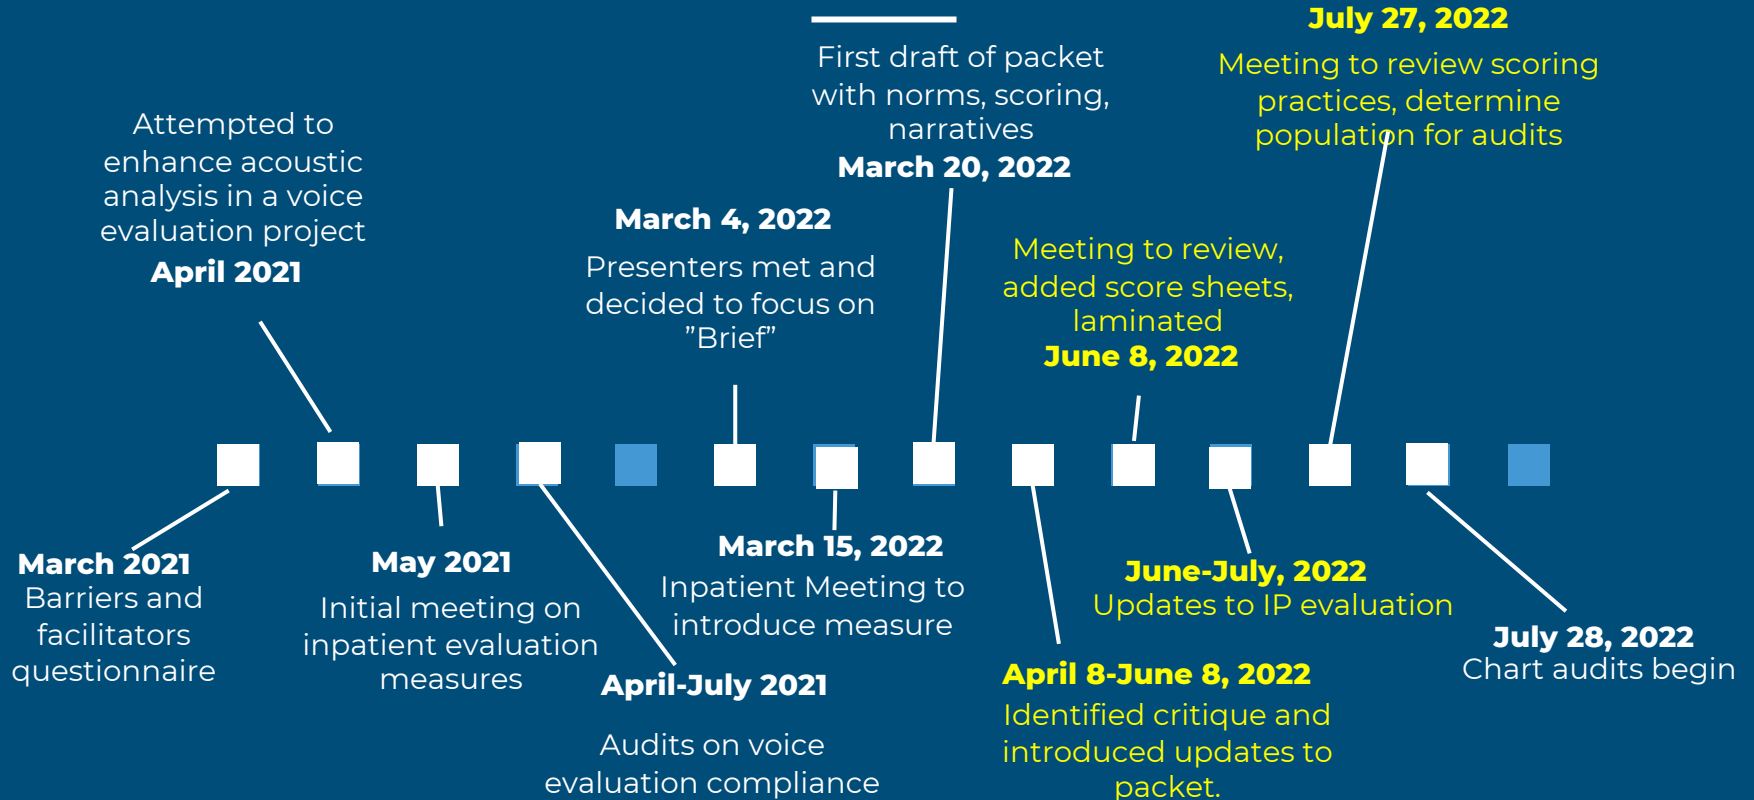 Attempted to
enhance acoustic
analysis in a voice
evaluation project
April 2021
March 4, 2022
Presenters met and
decided to focus on
”Brief”
First draft of packet
with norms, scoring,
narratives
March 20, 2022
Meeting to review,
added score sheets,
laminated
June 8, 2022
July 27, 2022
Meeting to review scoring
practices, determine
population for audits
March 2021
Barriers and
facilitators
questionnaire
May 2021
Initial meeting on
inpatient evaluation
measures
April-July 2021
Audits on voice
evaluation compliance
March 15, 2022
Inpatient Meeting to
introduce measure
April 8-June 8, 2022
Identified critique and
introduced updates to
packet.
June-July, 2022
Updates to IP evaluation
July 28, 2022
Chart audits begin